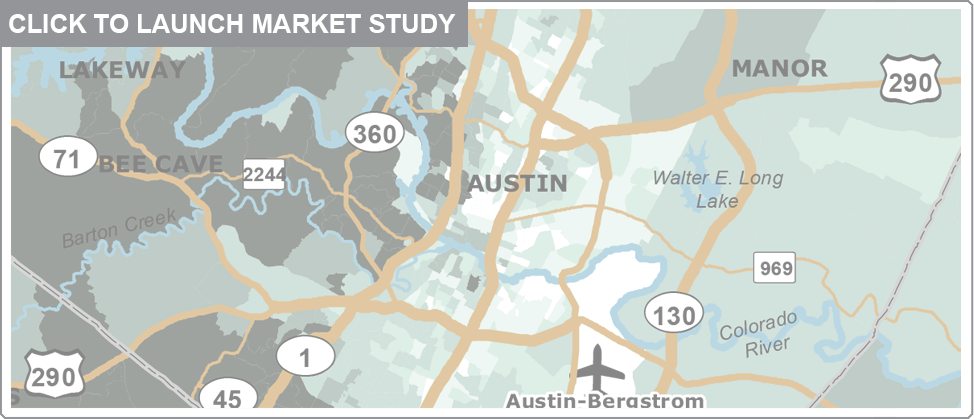 CLICK TO LAUNCH MARKET STUDY
LAKEWAY
MANOR
290
360
71
BEE CAVE
2244
AUSTIN
Walter E. Long
Lake
Barton Creek
969
130
Colorado
River
1
290
45
S
Austin-Bergstrom